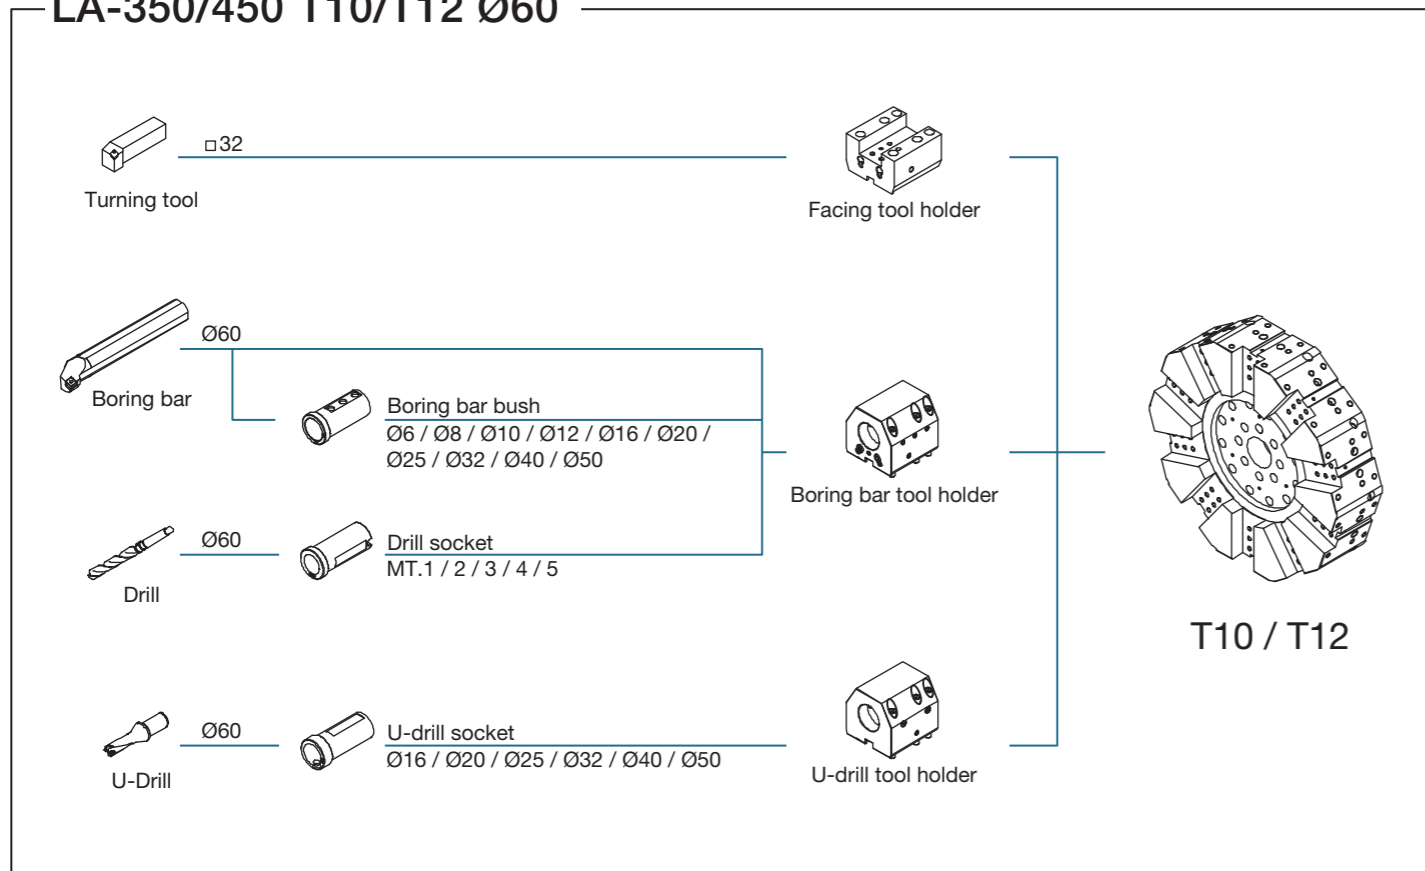 LA-350/450 T10/T12 Ø60
□32
Turning tool
Facing tool holder
Ø60
Boring bar
Boring bar bush
Ø6 / Ø8 / Ø10 / Ø12 / Ø16 / Ø20 /
Ø25 / Ø32 / Ø40 / Ø50
Boring bar tool holder
Ø60
Drill
Drill socket
MT.1 / 2 / 3 / 4 / 5
T10 / T12
Ø60
U-Drill
U-drill socket
Ø16 / Ø20 / Ø25 / Ø32 / Ø40 / Ø50
U-drill tool holder